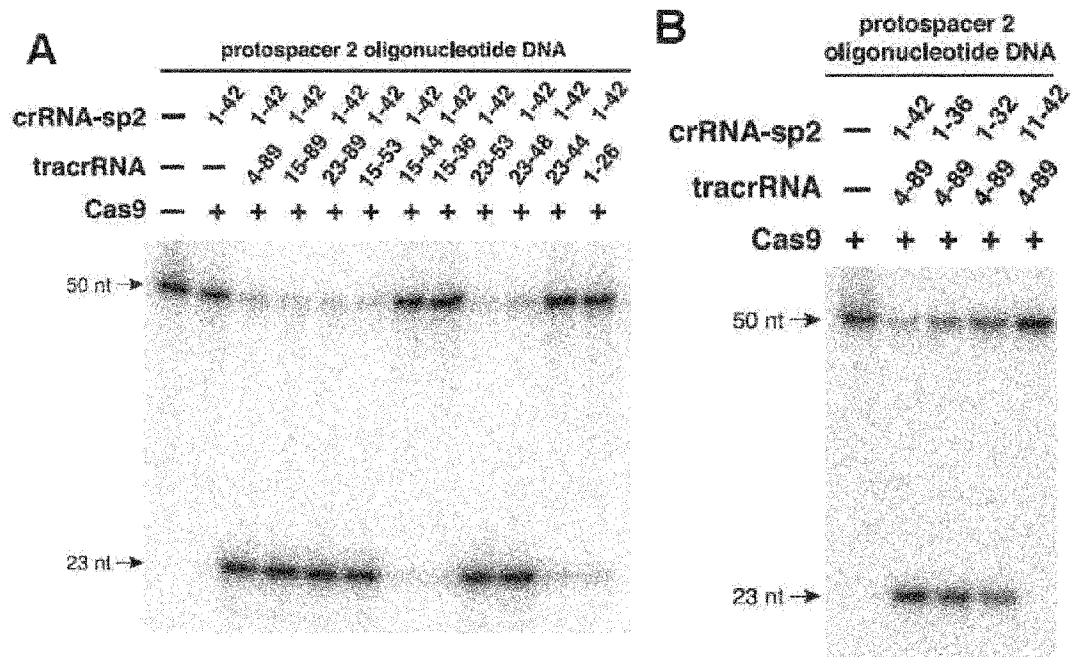 A
protospacer 2 oligonucleotide DNA
crRNA-sp2 – 1-42 1-42 1-42 1-42 1-42 1-42 1-42 1-42 1-42 1-42 1-42
tracrRNA – – 4-89 15-89 23-89 15-53 15-44 15-36 23-53 23-48 23-44 1-26
Cas9 – + + + + + + + + + + +
50 nt →
23 nt →
B
protospacer 2
oligonucleotide DNA
crRNA-sp2 – 1-42 1-36 1-32 11-42
tracrRNA – 4-89 4-89 4-89 4-89
Cas9 + + + + +
50 nt →
23 nt →